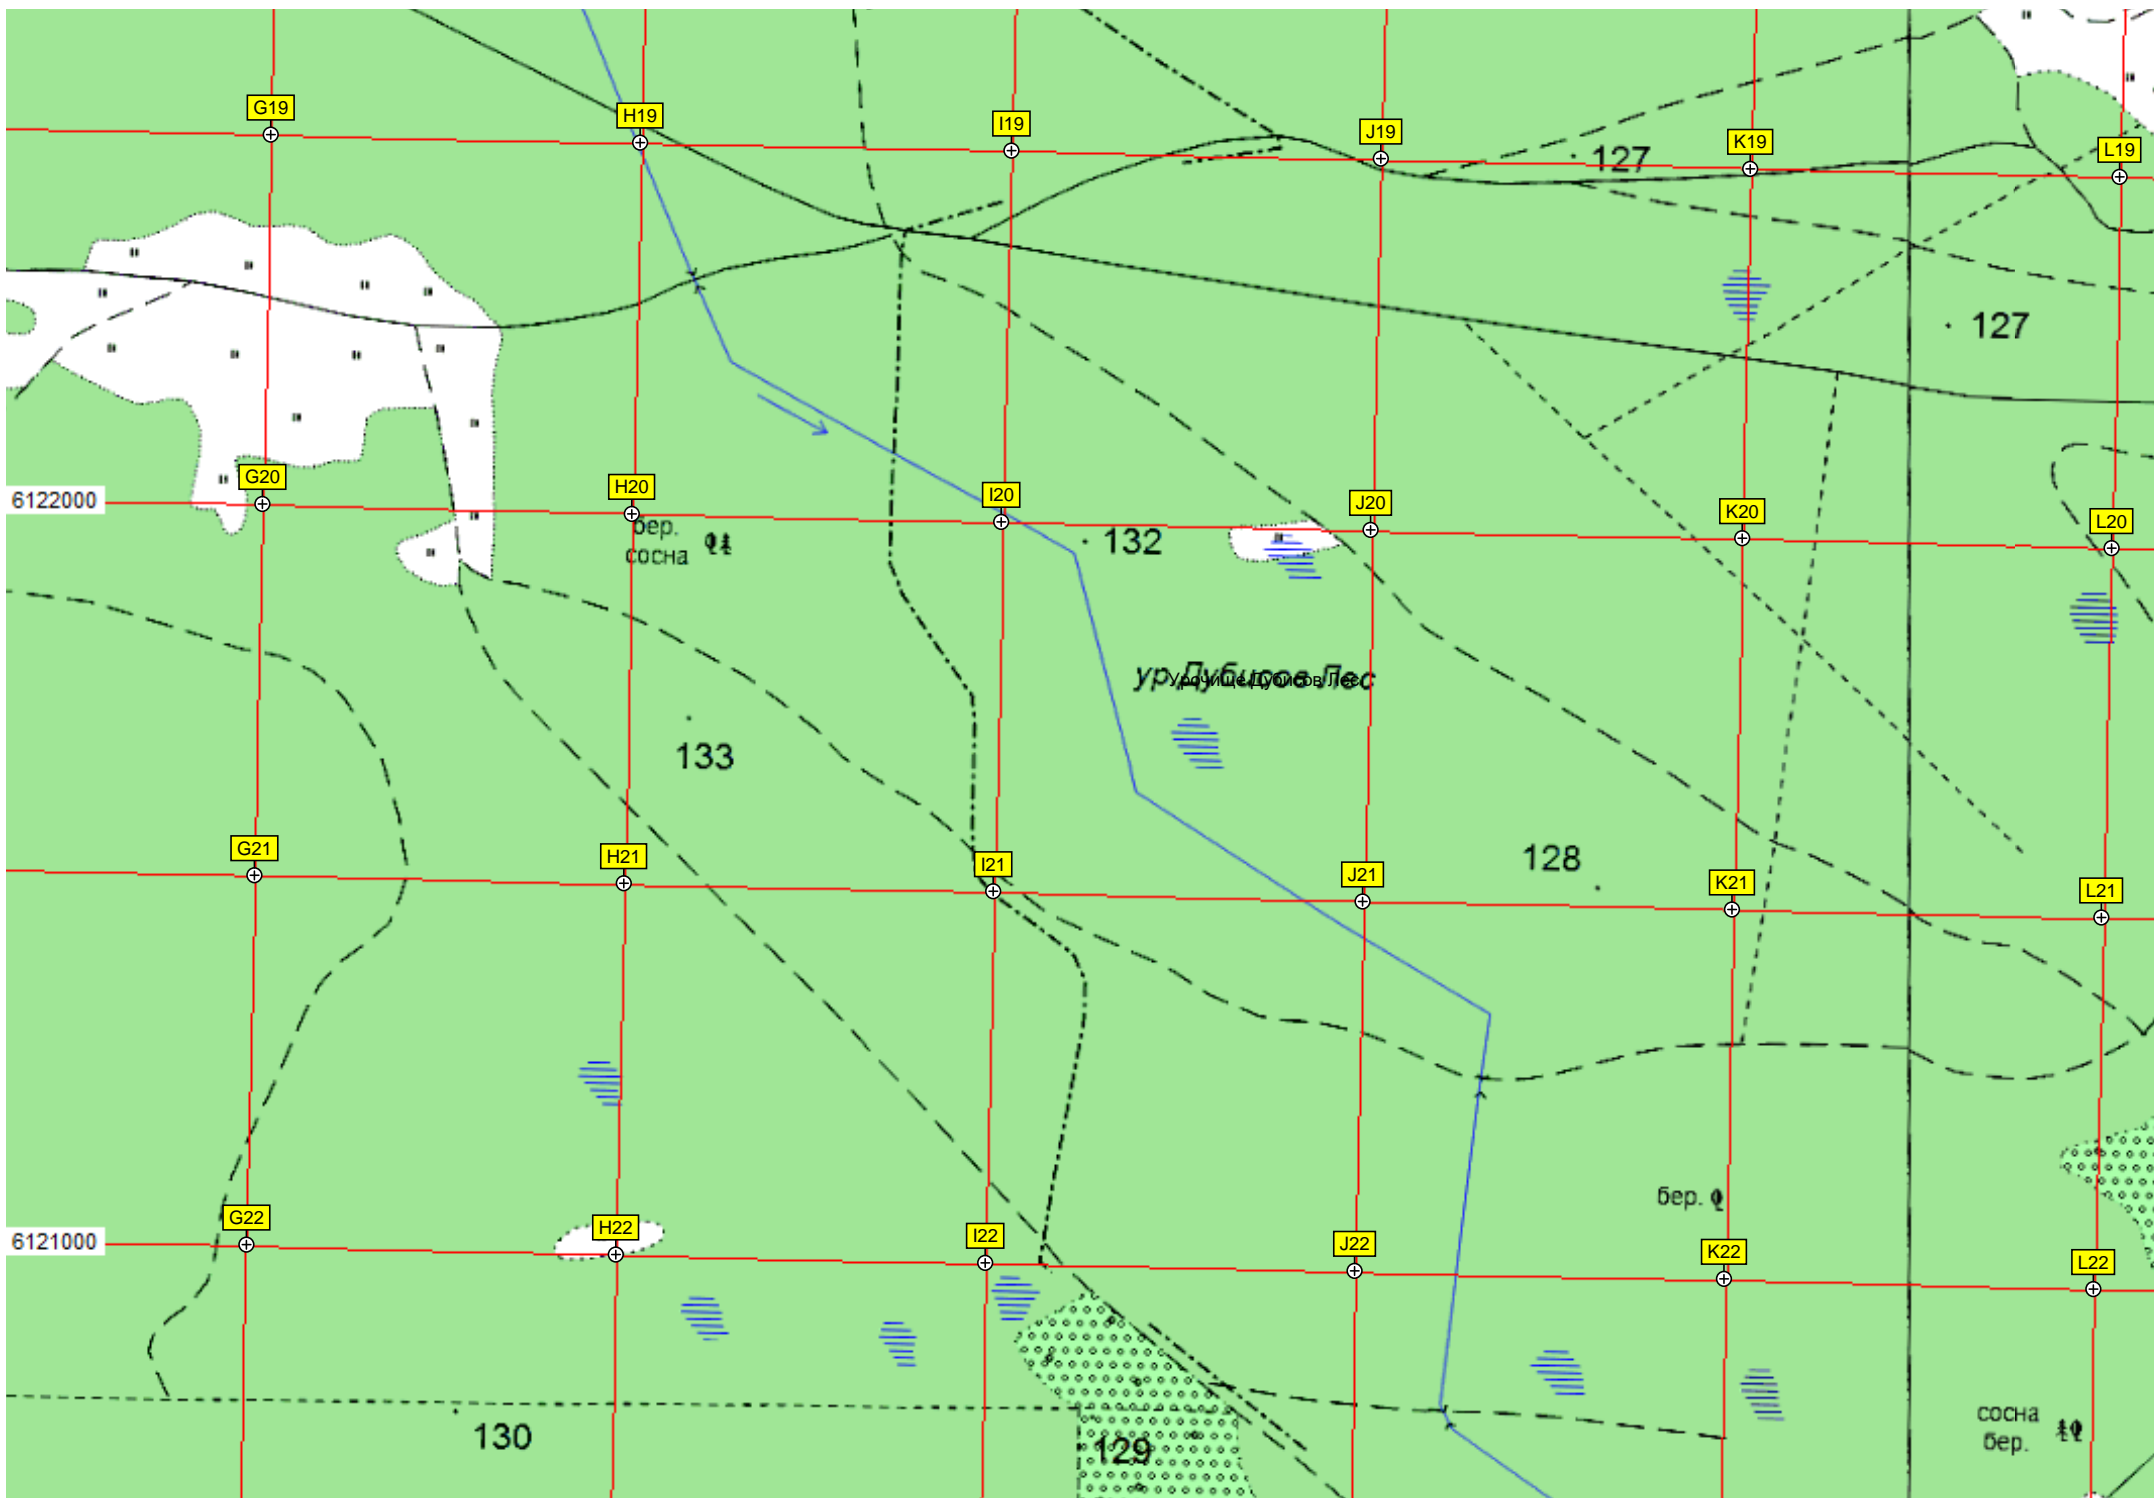 G19
H19
I19
J19
K19
L19
127
127
6122000
G20
H20
I20
J20
K20
L20
бер.
сосна
132
ур.Дубисов Лес
Урочище Дубисов Лес
133
G21
H21
I21
J21
K21
L21
128
бер.
6121000
G22
H22
I22
J22
K22
L22
130
129
сосна
бер.